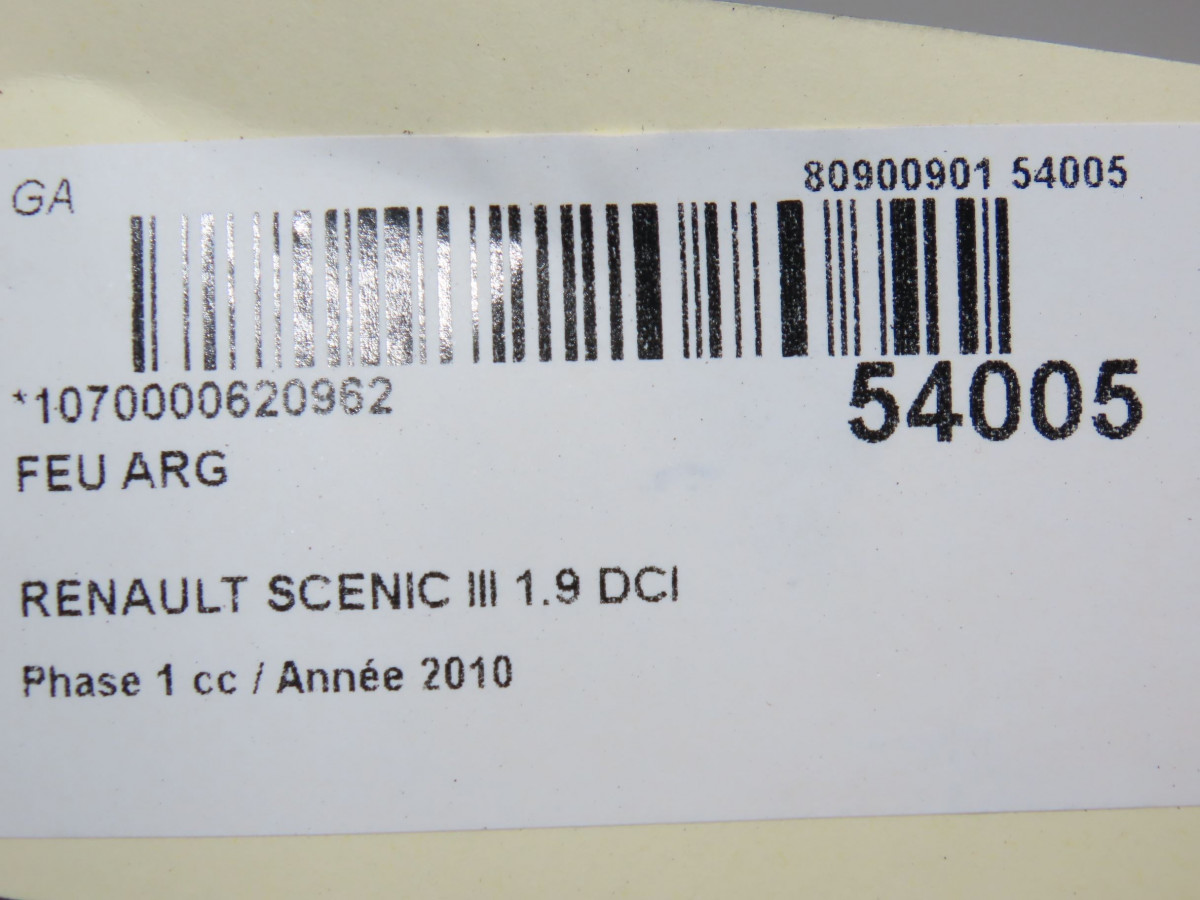 80900901 54005
GA
*1070000620962
54005
FEU ARG
RENAULT SCENIC III 1.9 DCI
Phase 1 cc / Année 2010